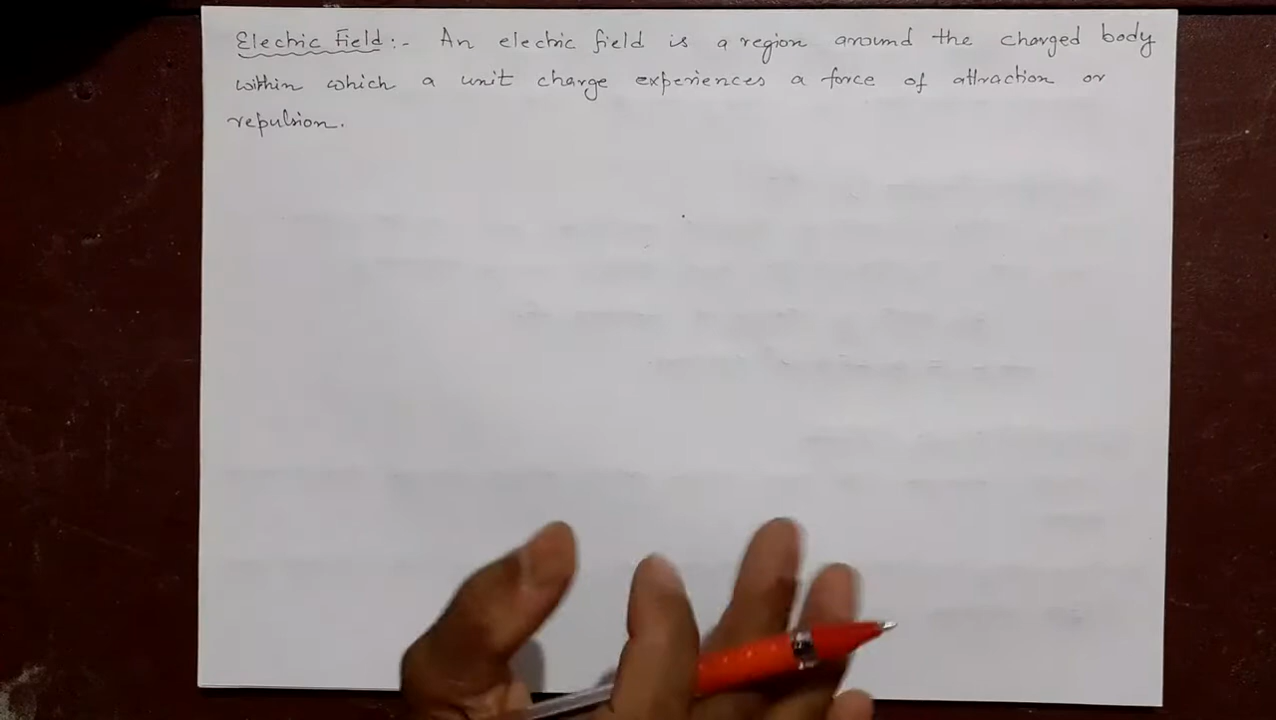 Electric Field:- An electric field is a region around the charged body
within which a unit charge experiences a force of attraction or
repulsion.